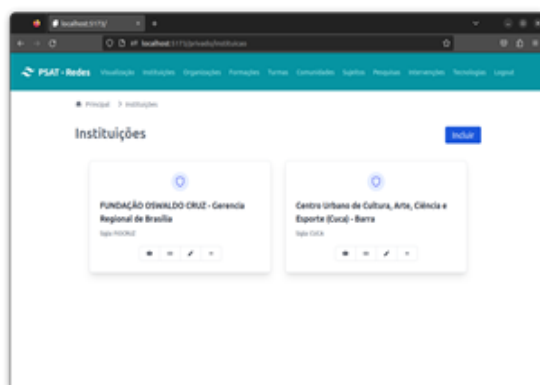 localhost:5173/
localhost:5173/privado/instituicao
PSAT - Redes Visualização Instituições Organizações Formações Turmas Comunidades Sujeitos Pesquisas Intervenções Tecnologias Logout
Principal > Instituições
Instituições
Incluir
FUNDAÇÃO OSWALDO CRUZ - Gerencia
Regional de Brasília
Sigla FIOCRUZ
Centro Urbano de Cultura, Arte, Ciência e
Esporte (Cuca) - Barra
Sigla CUCA